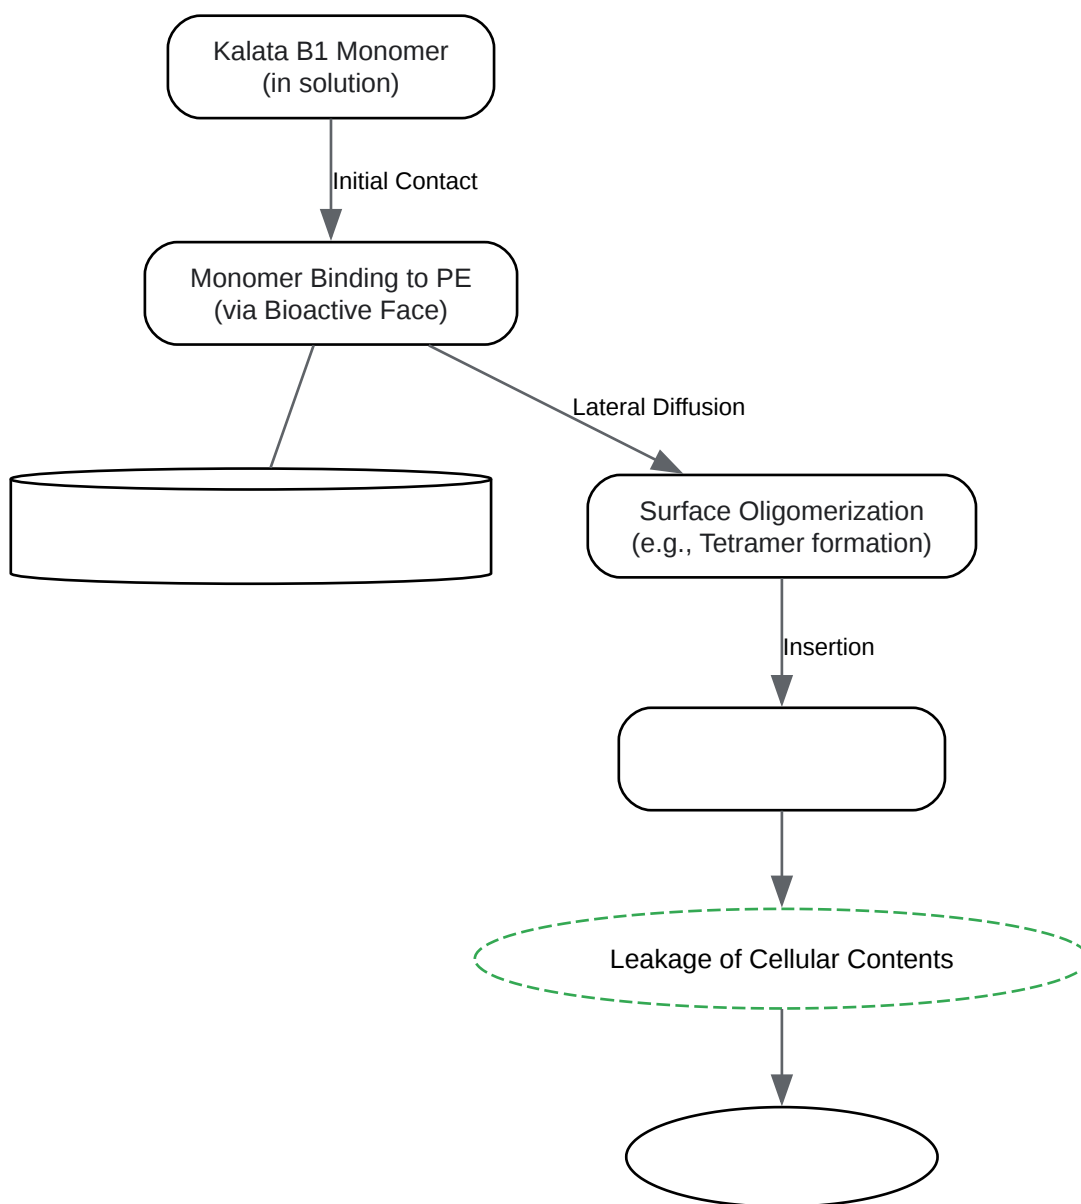 Kalata B1 Monomer
(in solution)
Initial Contact
Monomer Binding to PE
(via Bioactive Face)
Lateral Diffusion
Surface Oligomerization
(e.g., Tetramer formation)
Insertion
Leakage of Cellular Contents